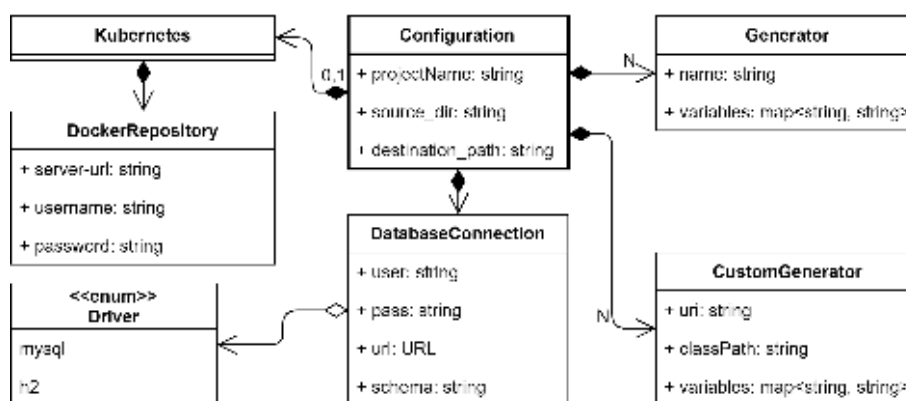 Kubernetes
DockerRepository
+ server-url: string
+ username: string
+ password: string
<<enum>>
Driver
mysql
h2
0,1
Configuration
+ projectName: string
+ source_dir: string
+ destination_path: string
DatabaseConnection
+ user: string
+ pass: string
+ url: URL
+ schema: string
N
Generator
+ name: string
+ variables: map<string, string>
N
CustomGenerator
+ uri: string
+ classPath: string
+ variables: map<string, string>